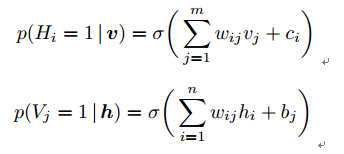 p(H_i = 1 | v) = σ( ∑_{j=1}^{m} w_{ij} v_j + c_i ) ↵
p(V_j = 1 | h) = σ( ∑_{i=1}^{n} w_{ij} h_i + b_j ) ↵